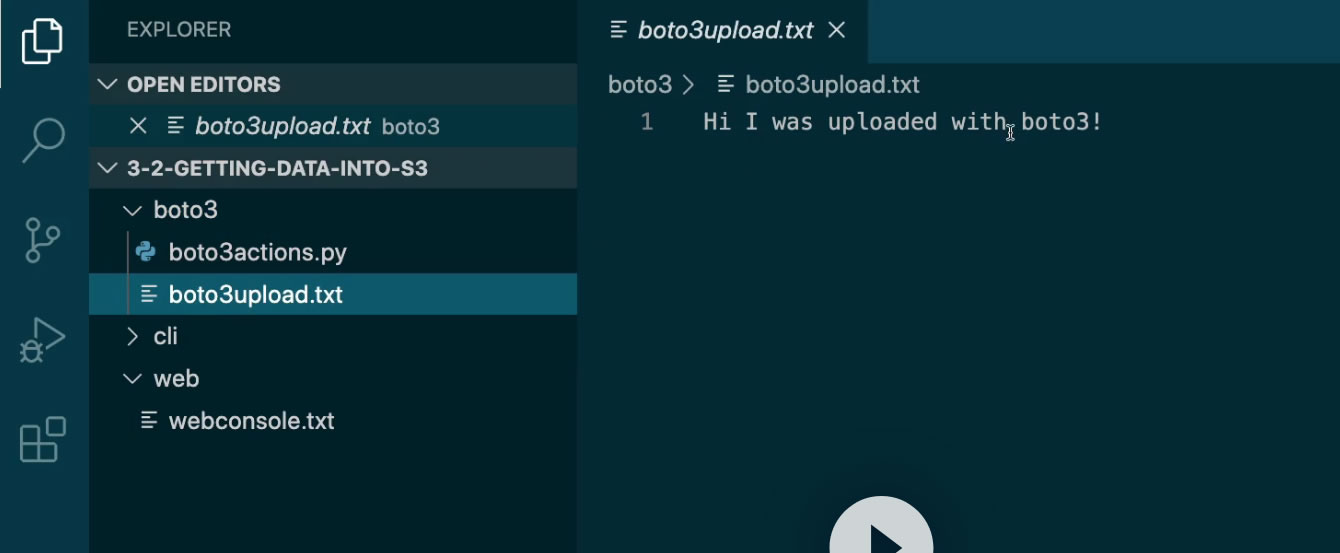 EXPLORER
OPEN EDITORS
boto3upload.txt boto3
3-2-GETTING-DATA-INTO-S3
boto3
boto3actions.py
boto3upload.txt
cli
web
webconsole.txt
boto3upload.txt
boto3 > boto3upload.txt
1 Hi I was uploaded with boto3!